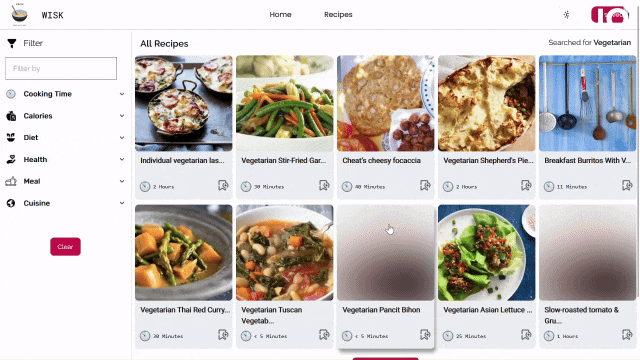 WISK
Home
Recipes
Filter
Filter by
Cooking Time
Calories
Diet
Health
Meal
Cuisine
Clear
All Recipes
Searched for Vegetarian
Individual vegetarian las...
2 Hours
Vegetarian Stir-Fried Gar...
30 Minutes
Cheat's cheesy focaccia
40 Minutes
Vegetarian Shepherd's Pie...
2 Hours
Breakfast Burritos With V...
11 Minutes
Vegetarian Thai Red Curry...
30 Minutes
Vegetarian Tuscan
Vegetab...
< 5 Minutes
Vegetarian Pancit Bihon
< 5 Minutes
Vegetarian Asian Lettuce ...
25 Minutes
Slow-roasted tomato &
Gru...
1 Hours